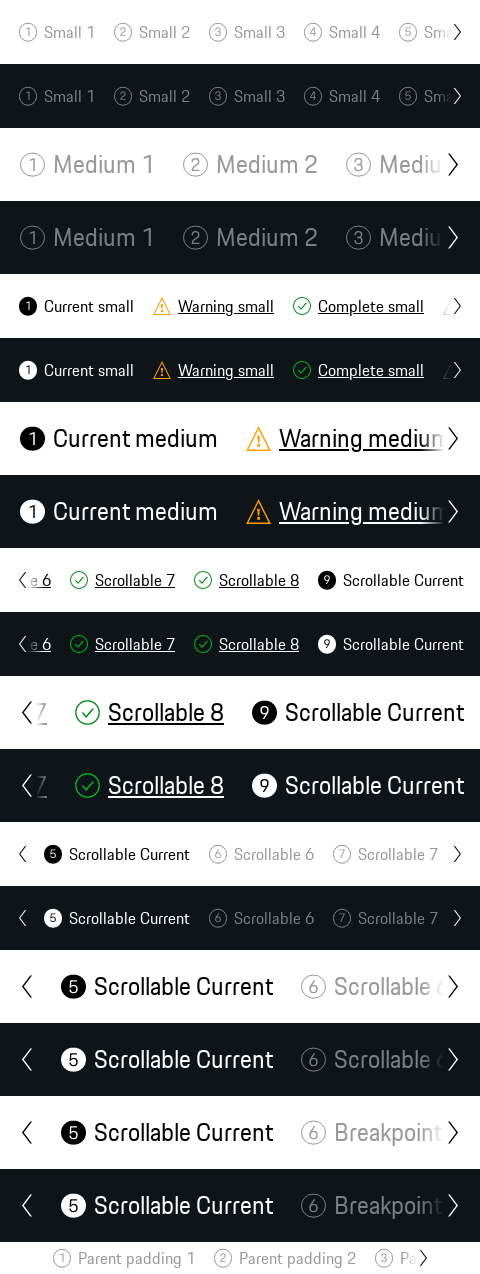 1 Small 1 2 Small 2 3 Small 3 4 Small 4 5 Sma
1 Small 1 2 Small 2 3 Small 3 4 Small 4 5 Sma
1 Medium 1 2 Medium 2 3 Mediu
1 Medium 1 2 Medium 2 3 Mediu
1 Current small Warning small Complete small
1 Current small Warning small Complete small
1 Current medium Warning medium
1 Current medium Warning medium
e 6 Scrollable 7 Scrollable 8 9 Scrollable Current
e 6 Scrollable 7 Scrollable 8 9 Scrollable Current
7 Scrollable 8 9 Scrollable Current
7 Scrollable 8 9 Scrollable Current
5 Scrollable Current 6 Scrollable 6 7 Scrollable 7
5 Scrollable Current 6 Scrollable 6 7 Scrollable 7
5 Scrollable Current 6 Scrollable 6
5 Scrollable Current 6 Scrollable 6
5 Scrollable Current 6 Breakpoint
5 Scrollable Current 6 Breakpoint
1 Parent padding 1 2 Parent padding 2 3 Pa